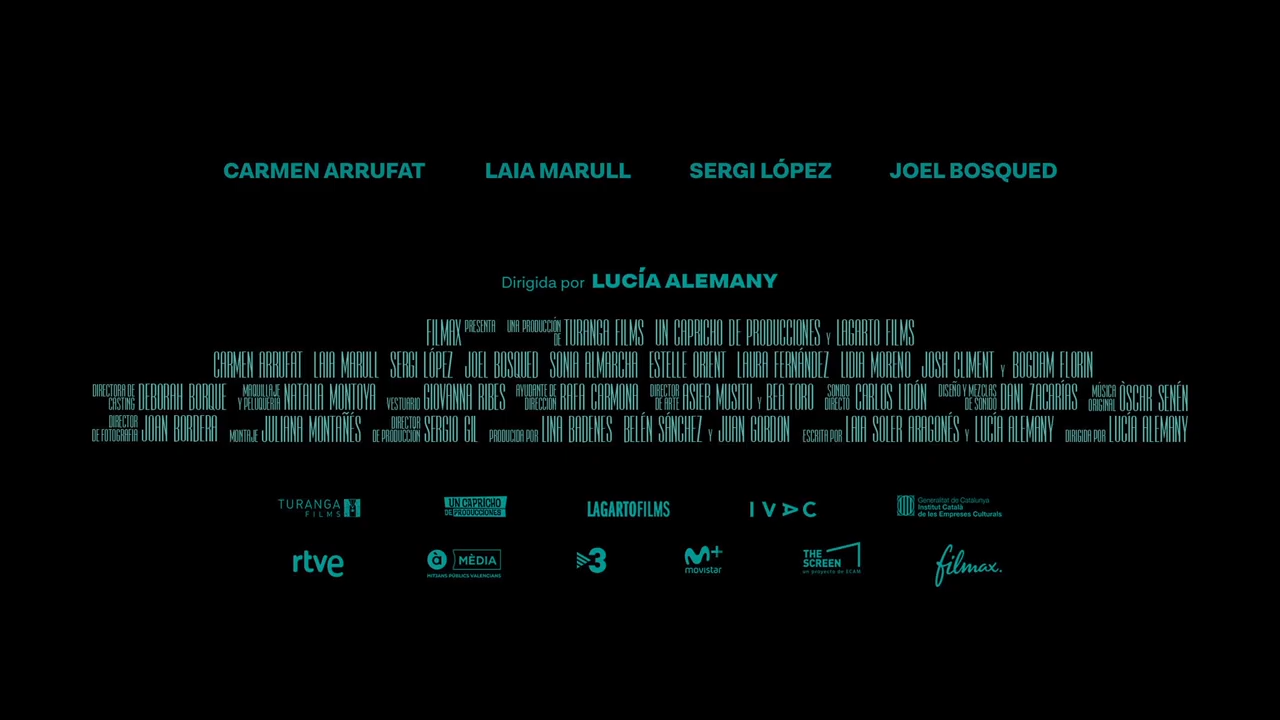 CARMEN ARRUFAT LAIA MARULL SERGI LÓPEZ JOEL BOSQUED
Dirigida por LUCÍA ALEMANY
FILMAX PRESENTA UNA PRODUCCIÓN DE TURANGA FILMS UN CAPRICHO DE PRODUCCIONES Y LAGARTO FILMS
CARMEN ARRUFAT LAIA MARULL SERGI LÓPEZ JOEL BOSQUED SONIA ALMARCHA ESTELLE ORIENT LAURA FERNÁNDEZ LIDIA MORENO JOSH CLIMENT Y BOGDAM FLORIN
DIRECTORA DE CASTING DEBORAH BORQUE MAQUILLAJE Y PELUQUERIA NATALIA MONTOYA VESTUARIO GIOVANNA RIBES AYUDANTE DE DIRECCIÓN RAFA CARMONA DIRECTOR DE ARTE ASIER MUSITU Y BEA TORO SONIDO DIRECTO CARLOS LIDÓN DISEÑO Y MEZCLAS DE SONIDO DANI ZACARÍAS MÚSICA ORIGINAL ÒSCAR SENÉN
DIRECTOR DE FOTOGRAFIA JOAN BORDERA MONTAJE JULIANA MONTAÑÉS DIRECTOR DE PRODUCCION SERGIO GIL PRODUCIDA POR LINA BADENES BELÉN SÁNCHEZ Y JUAN GORDON ESCRITA POR LAIA SOLER ARAGONÉS Y LUCÍA ALEMANY DIRIGIDA POR LUCÍA ALEMANY
TURANGA FILMS UN CAPRICHO DE PRODUCCIONES LAGARTOFILMS IVAC Generalitat de Catalunya Institut Català de les Empreses Culturals
rtve à MÈDIA MITJANS PÚBLICS VALENCIANS 3 movistar THE SCREEN un proyecto de ECAM filmax.